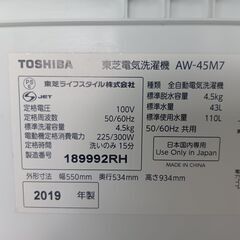 TOSHIBA 東芝電気洗濯機 AW-45M7
PS E JET
東芝ライフスタイル株式会社
種類 全自動電気洗濯機
標準脱水容量 4.5kg
定格電圧 100V
標準水量 43L
定格周波数 50/60Hz
標準使用水量 110L
標準洗濯容量 4.5kg
50/60Hz 共用
定格消費電力 225/300W
定格時間 洗いのみ 15分
製造番号 189992RH
日本国内専用
Use only in Japan
外形寸法 幅550mm 奥行534mm 高さ934mm
2019 年製